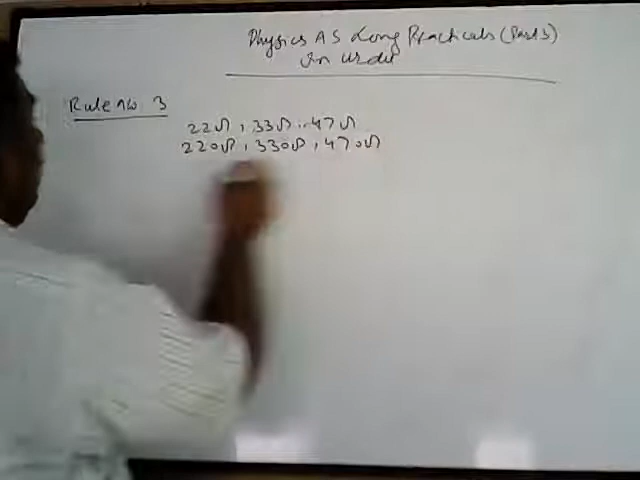 Physics AS Long Practicals (Part 3)
In Urdu
Rule No. 3
22Ω, 33Ω, 47Ω
220Ω, 330Ω, 470Ω